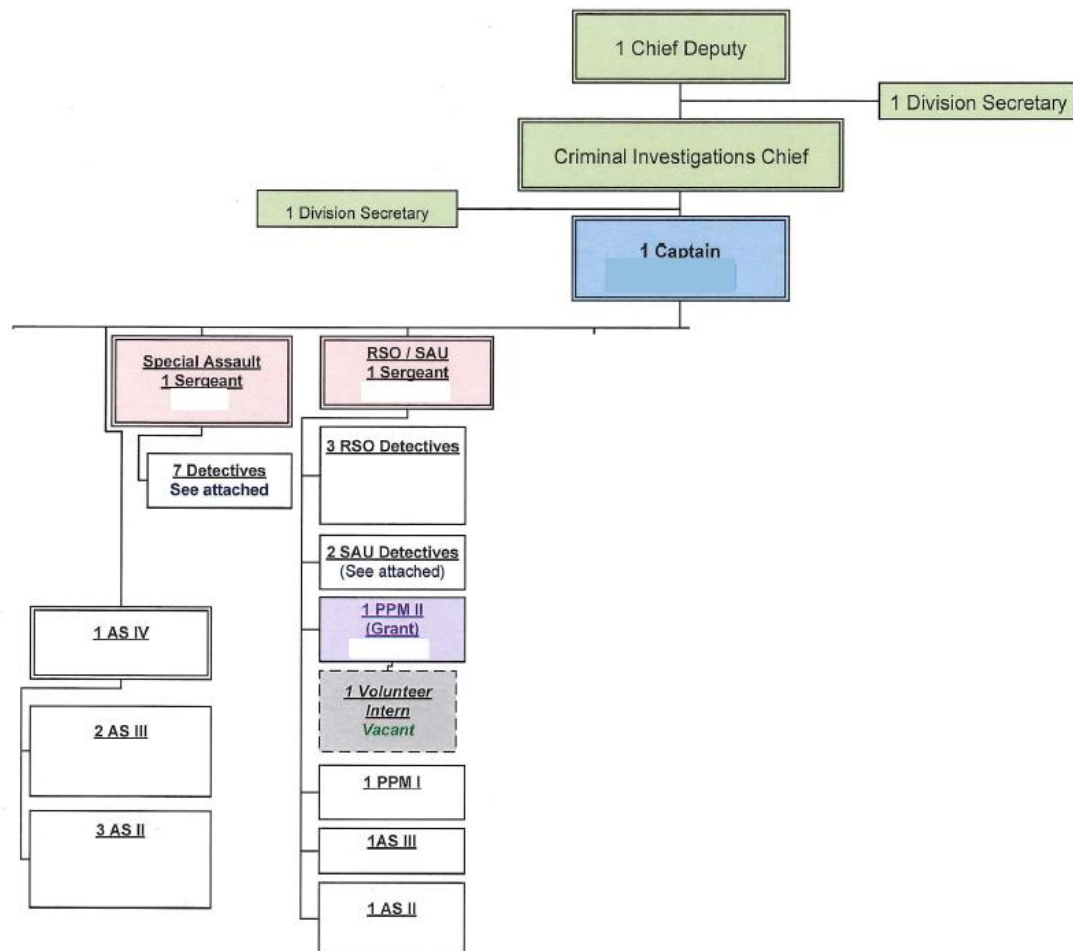 1 Chief Deputy
1 Division Secretary
Criminal Investigations Chief
1 Division Secretary
1 Captain
Special Assault
1 Sergeant
RSO / SAU
1 Sergeant
7 Detectives
See attached
3 RSO Detectives
2 SAU Detectives
(See attached)
1 PPM II
(Grant)
1 Volunteer
Intern
Vacant
1 PPM I
1AS III
1 AS II
1 AS IV
2 AS III
3 AS II